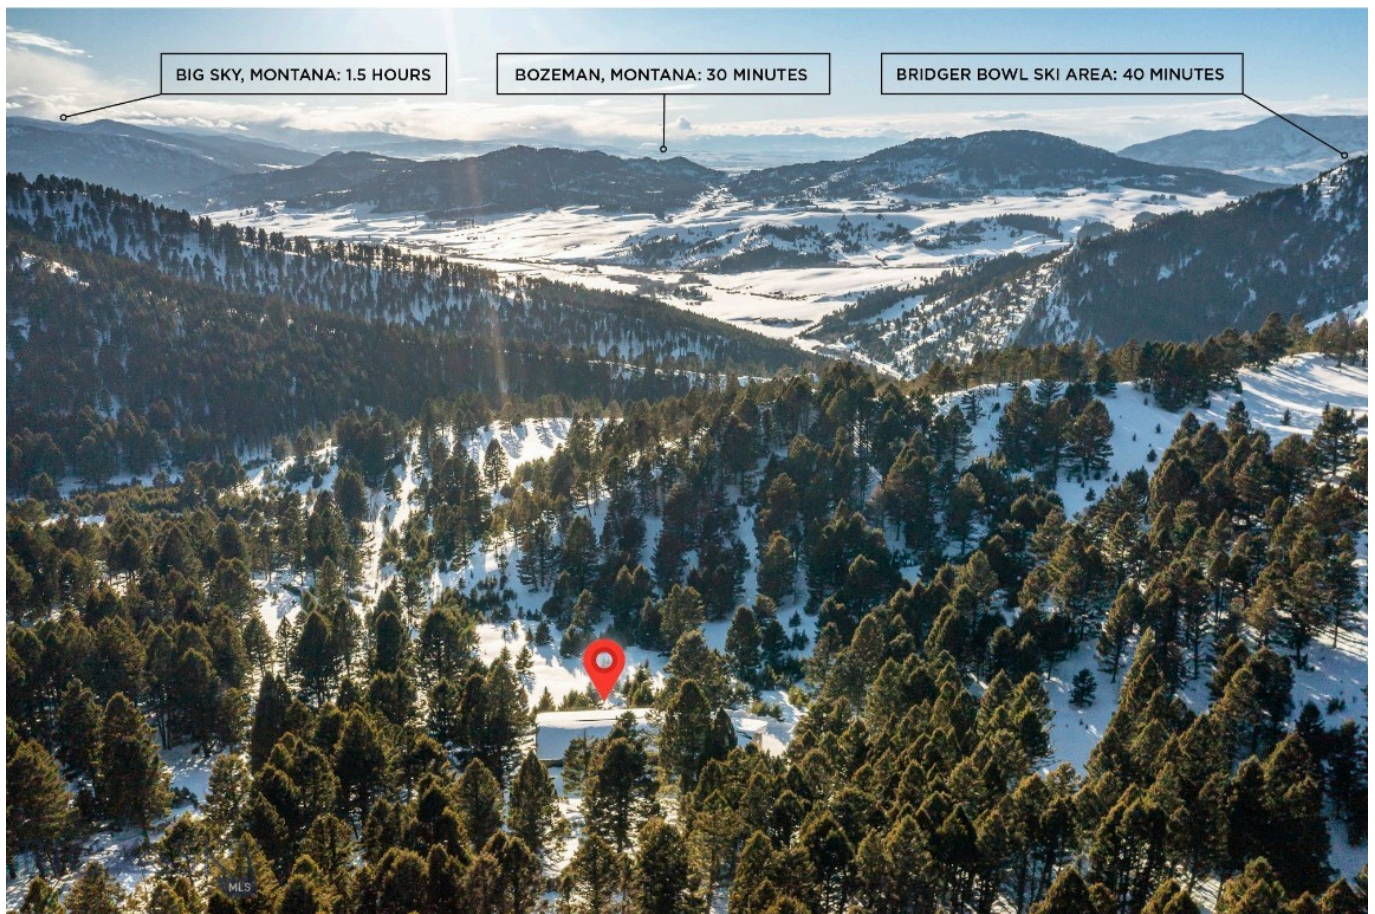 BIG SKY, MONTANA: 1.5 HOURS
BOZEMAN, MONTANA: 30 MINUTES
BRIDGER BOWL SKI AREA: 40 MINUTES
MLS